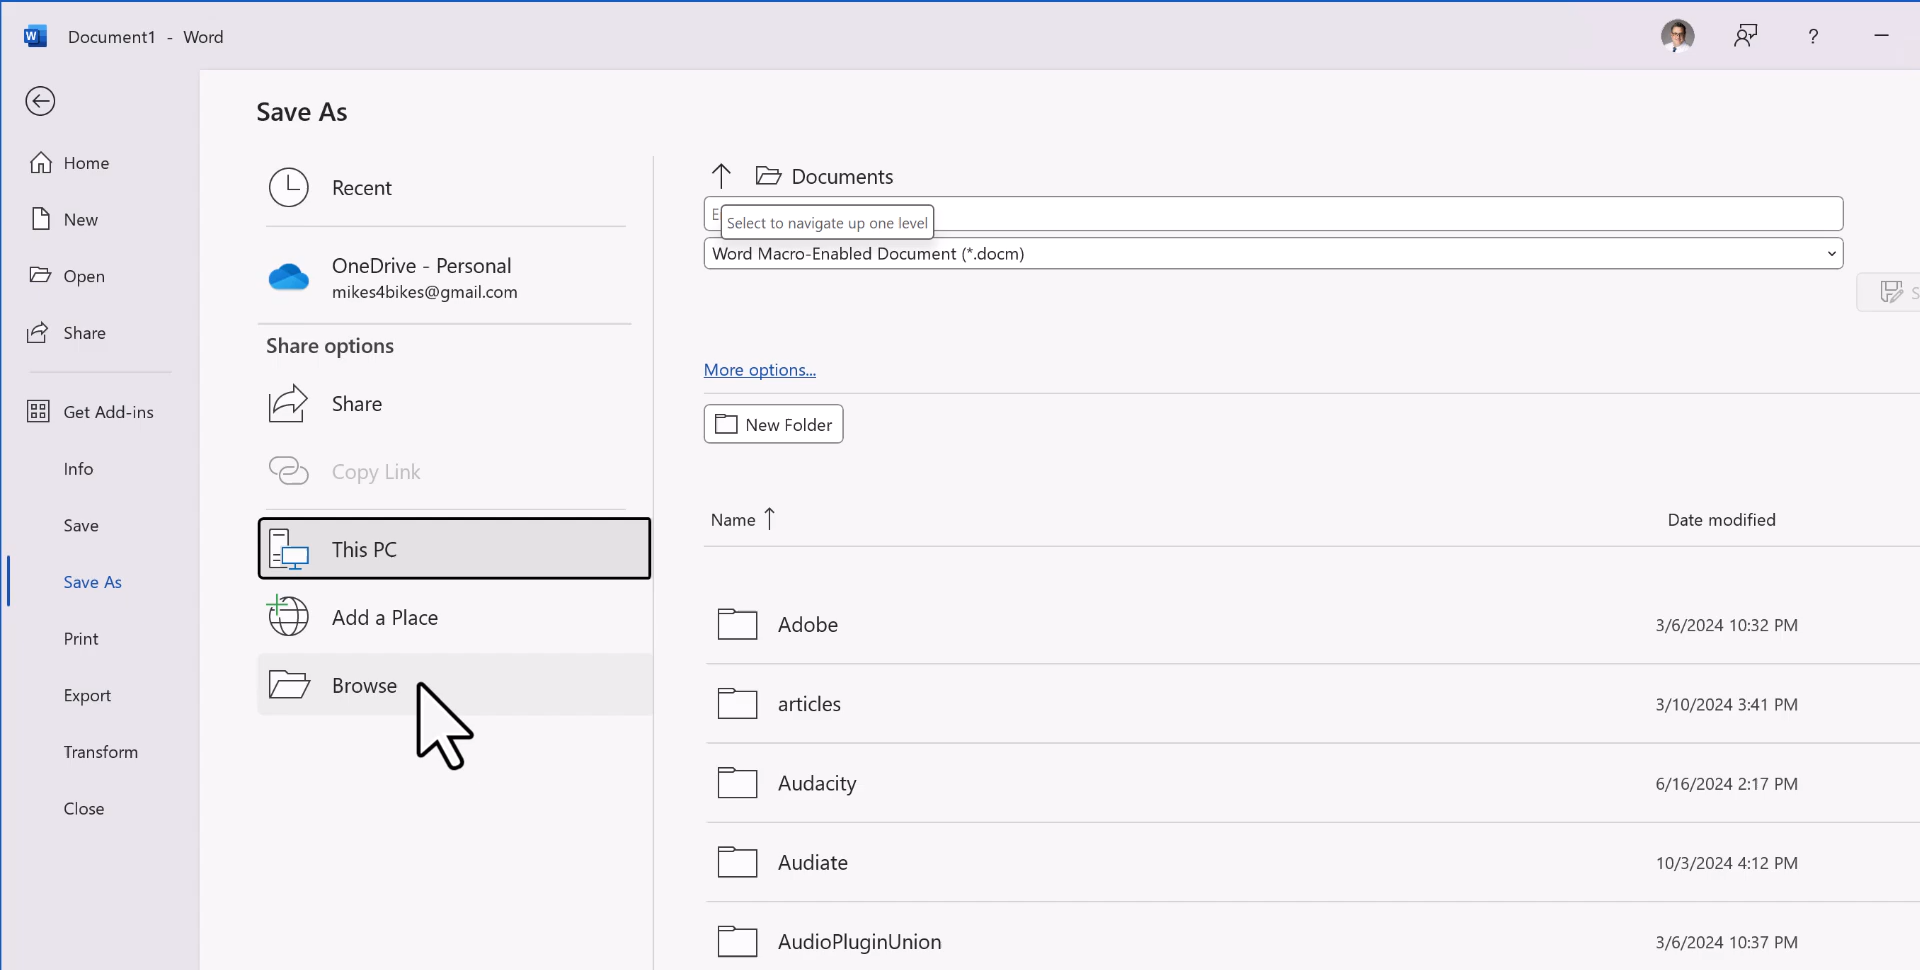 W
Document1 - Word
?
Save As
Home
New
Open
Share
Get Add-ins
Info
Save
Save As
Print
Export
Transform
Close
Recent
OneDrive - Personal
mikes4bikes@gmail.com
Share options
Share
Copy Link
This PC
Add a Place
Browse
Documents
E
Select to navigate up one level
Word Macro-Enabled Document (*.docm)
S
More options...
New Folder
Name Date modified
Adobe 3/6/2024 10:32 PM
articles 3/10/2024 3:41 PM
Audacity 6/16/2024 2:17 PM
Audiate 10/3/2024 4:12 PM
AudioPluginUnion 3/6/2024 10:37 PM